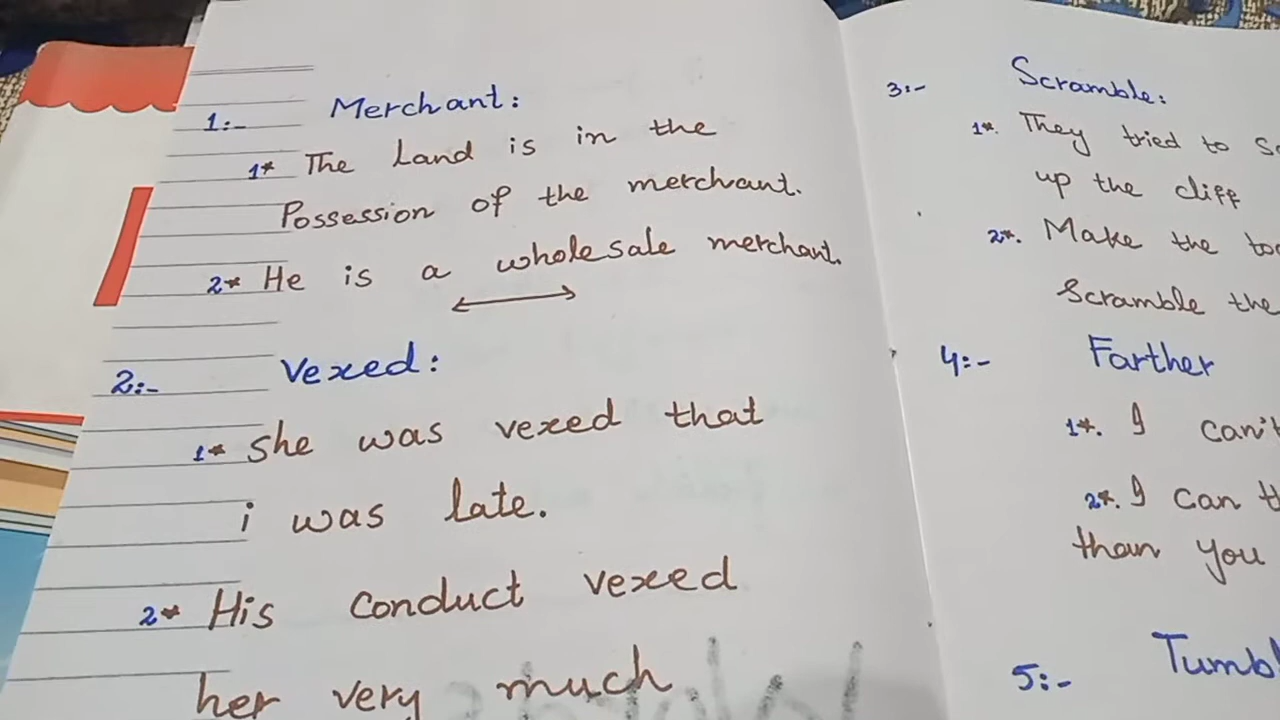 1:- Merchant:
1* The Land is in the
Possession of the merchant.
2* He is a wholesale merchant.
2:- Vexed:
1* She was vexed that
i was late.
2* His conduct vexed
her very much
3:- Scramble:
1*. They tried to
up the cliff
2*. Make the
Scramble the
4:- Farther
1*. I can't
2*. I can
than you
5:-